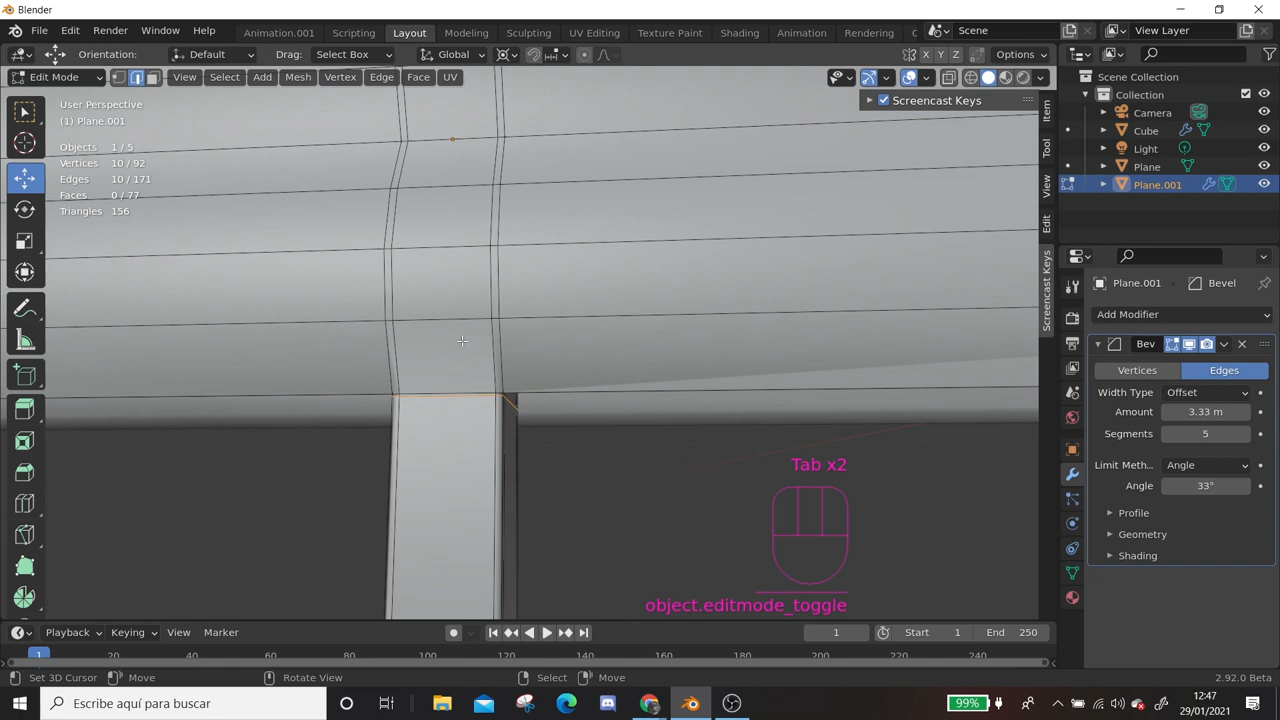 Blender
File Edit Render Window Help Animation.001 Scripting Layout Modeling Sculpting UV Editing Texture Paint Shading Animation Rendering C Scene View Layer
Orientation: Default Drag: Select Box Global X Y Z Options
Edit Mode View Select Add Mesh Vertex Edge Face UV
User Perspective
(1) Plane.001
Objects 1 / 5
Vertices 10 / 92
Edges 10 / 171
Faces 0 / 77
Triangles 156
Screencast Keys
Item
Tool
View
Edit
Screencast Keys
Tab x2
object.editmode_toggle
Scene Collection
Collection
Camera
Cube
Light
Plane
Plane.001
Plane.001 Bevel
Add Modifier
Bev
Vertices Edges
Width Type Offset
Amount 3.33 m
Segments 5
Limit Meth... Angle
Angle 33°
Profile
Geometry
Shading
Playback Keying View Marker 1 Start 1 End 250
1 20 40 60 80 100 120 140 160 180 200 220 240
Set 3D Cursor Move Rotate View Select Move 2.92.0 Beta
Escribe aquí para buscar 99% 12:47
29/01/2021